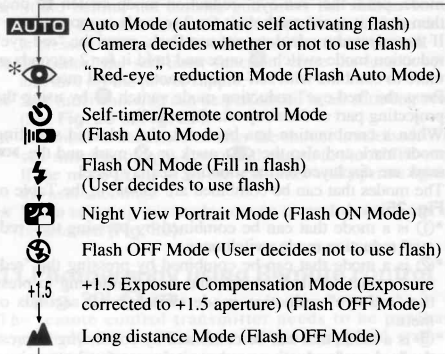 AUTO Auto Mode (automatic self activating flash)
(Camera decides whether or not to use flash)
* "Red-eye" reduction Mode (Flash Auto Mode)
Self-timer/Remote control Mode
(Flash Auto Mode)
Flash ON Mode (Fill in flash)
(User decides to use flash)
Night View Portrait Mode (Flash ON Mode)
Flash OFF Mode (User decides not to use flash)
+1.5 +1.5 Exposure Compensation Mode (Exposure
corrected to +1.5 aperture) (Flash OFF Mode)
Long distance Mode (Flash OFF Mode)